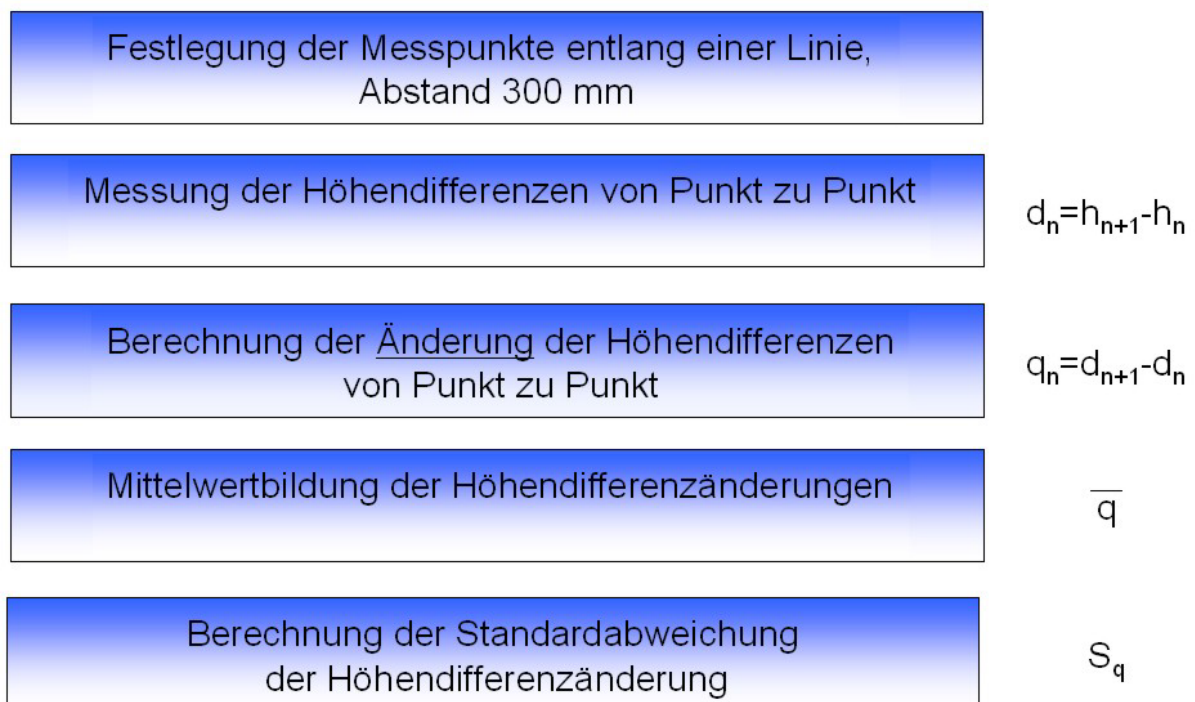 Festlegung der Messpunkte entlang einer Linie,
Abstand 300 mm
Messung der Höhendifferenzen von Punkt zu Punkt
dₙ=hₙ₊₁-hₙ
Berechnung der Änderung der Höhendifferenzen
von Punkt zu Punkt
qₙ=dₙ₊₁-dₙ
Mittelwertbildung der Höhendifferenzänderungen
q̅
Berechnung der Standardabweichung
der Höhendifferenzänderung
S_q